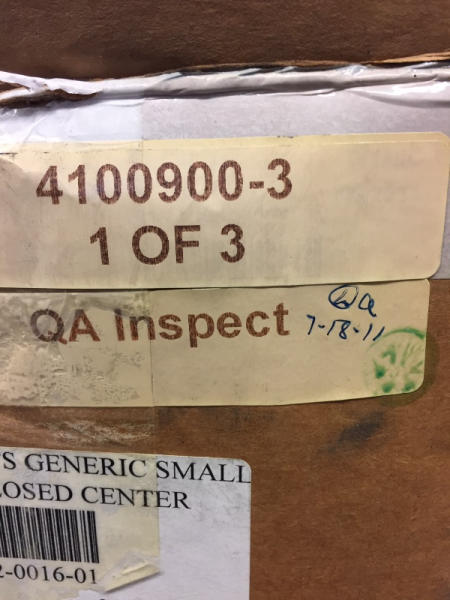 4100900-3
1 OF 3
QA Inspect
Qa
7-18-11
'S GENERIC SMALL
LOSED CENTER
2-0016-01